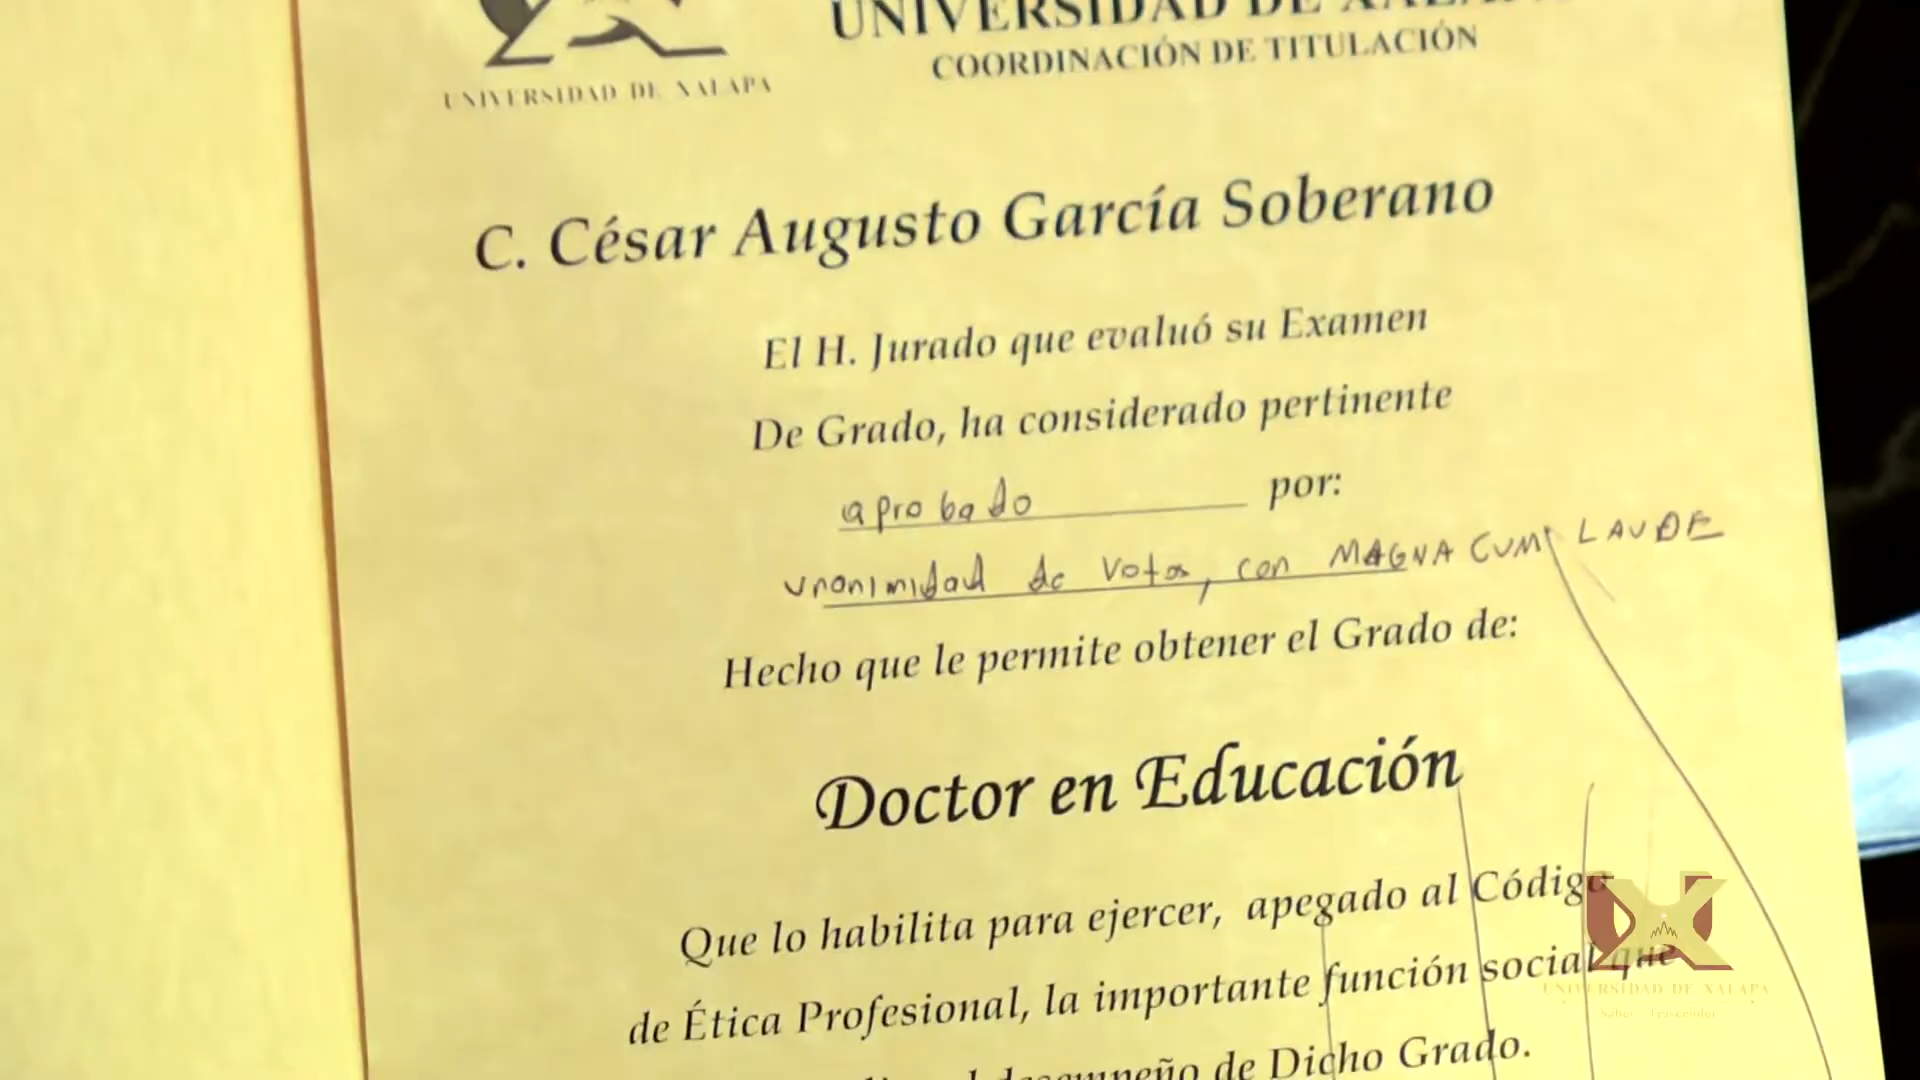 UNIVERSIDAD DE XALAPA
COORDINACIÓN DE TITULACIÓN
UNIVERSIDAD DE XALAPA
C. César Augusto García Soberano
El H. Jurado que evaluó su Examen
De Grado, ha considerado pertinente
aprobado por:
unanimidad de votos, con MAGNA CUM LAUDE
Hecho que le permite obtener el Grado de:
Doctor en Educación
Que lo habilita para ejercer, apegado al Código
de Ética Profesional, la importante función social que
desempeño de Dicho Grado.
UX
UNIVERSIDAD DE XALAPA